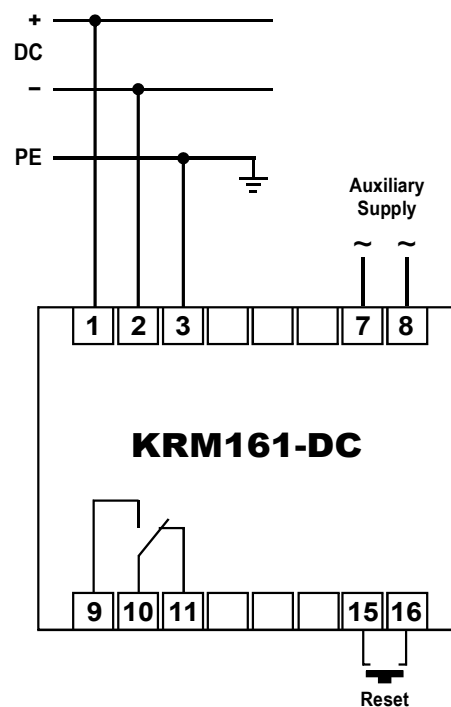 +
DC
−
PE
Auxiliary
Supply
~ ~
1 2 3 7 8
KRM161-DC
9 10 11 15 16
Reset